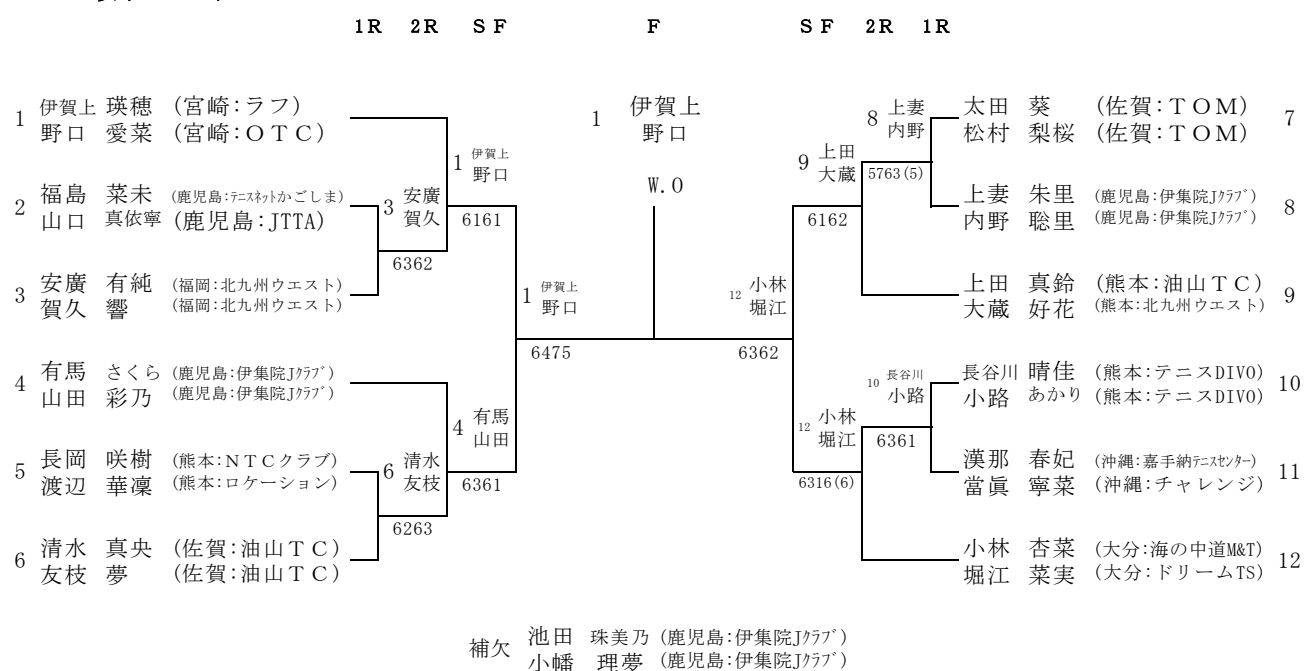 1R 2R SF F SF 2R 1R
1 伊賀上 瑛穂 (宮崎:ラフ)
野口 愛菜 (宮崎:OTC)
2 福島 菜未 (鹿児島:テニスネットかごしま)
山口 真依寧 (鹿児島:JTTA)
3 安廣 有純 (福岡:北九州ウエスト)
賀久 響 (福岡:北九州ウエスト)
4 有馬 さくら (鹿児島:伊集院Jクラブ)
山田 彩乃 (鹿児島:伊集院Jクラブ)
5 長岡 咲樹 (熊本:NTCクラブ)
渡辺 華凜 (熊本:ロケーション)
6 清水 真央 (佐賀:油山TC)
友枝 夢 (佐賀:油山TC)
3 安廣
賀久
6362
6 清水
友枝
6263
1 伊賀上
野口
6161
4 有馬
山田
6361
1 伊賀上
野口
6475
1 伊賀上
野口
W.O
12 小林
堀江
6362
9 上田
大蔵
6162
12 小林
堀江
6316(6)
8 上妻
内野
5763(5)
10 長谷川
小路
6361
太田 葵 (佐賀:TOM) 7
松村 梨桜 (佐賀:TOM)
上妻 朱里 (鹿児島:伊集院Jクラブ) 8
内野 聡里 (鹿児島:伊集院Jクラブ)
上田 真鈴 (熊本:油山TC) 9
大蔵 好花 (熊本:北九州ウエスト)
長谷川 晴佳 (熊本:テニスDIVO) 10
小路 あかり (熊本:テニスDIVO)
漢那 春妃 (沖縄:嘉手納テニスセンター) 11
當眞 寧菜 (沖縄:チャレンジ)
小林 杏菜 (大分:海の中道M&T) 12
堀江 菜実 (大分:ドリームTS)
補欠 池田 珠美乃 (鹿児島:伊集院Jクラブ)
小幡 理夢 (鹿児島:伊集院Jクラブ)